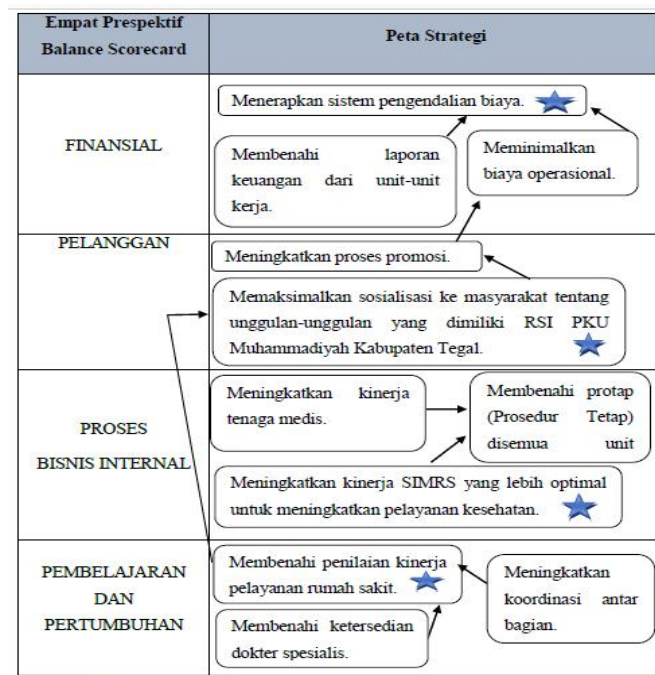 Empat Prespektif
Balance Scorecard
Peta Strategi
FINANSIAL
Menerapkan sistem pengendalian biaya.
Membenahi laporan
keuangan dari unit-unit
kerja.
Meminimalkan
biaya operasional.
PELANGGAN
Meningkatkan proses promosi.
Memaksimalkan sosialisasi ke masyarakat tentang
unggulan-unggulan yang dimiliki RSI PKU
Muhammadiyah Kabupaten Tegal.
PROSES
BISNIS INTERNAL
Meningkatkan kinerja
tenaga medis.
Membenahi protap
(Prosedur Tetap)
disemua unit
Meningkatkan kinerja SIMRS yang lebih optimal
untuk meningkatkan pelayanan kesehatan.
PEMBELAJARAN
DAN
PERTUMBUHAN
Membenahi penilaian kinerja
pelayanan rumah sakit.
Meningkatkan
koordinasi antar
bagian.
Membenahi ketersedian
dokter spesialis.